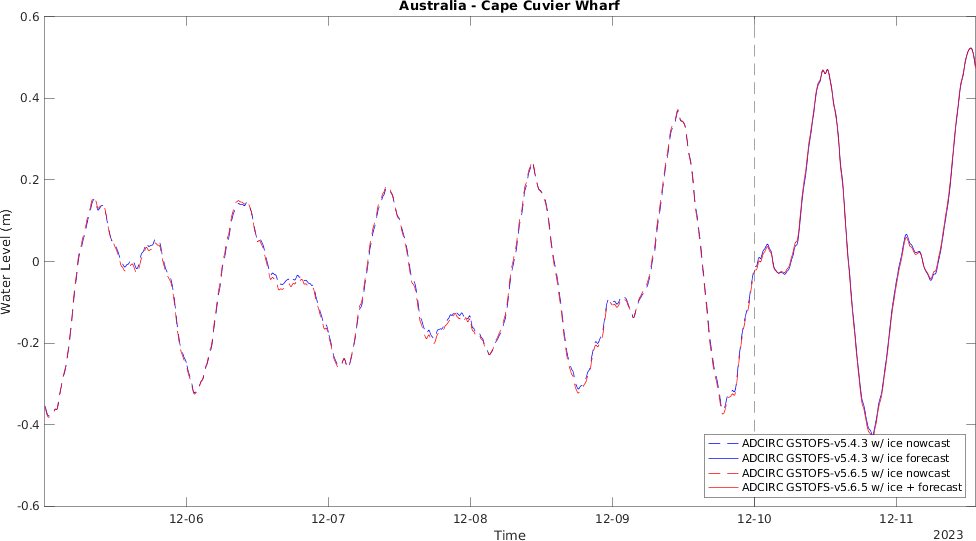 Australia - Cape Cuvier Wharf
0.6
0.4
0.2
0
-0.2
-0.4
-0.6
Water Level (m)
ADCIRC GSTOFS-v5.4.3 w/ ice nowcast
ADCIRC GSTOFS-v5.4.3 w/ ice forecast
ADCIRC GSTOFS-v5.6.5 w/ ice nowcast
ADCIRC GSTOFS-v5.6.5 w/ ice + forecast
12-06
12-07
12-08
12-09
12-10
12-11
Time
2023